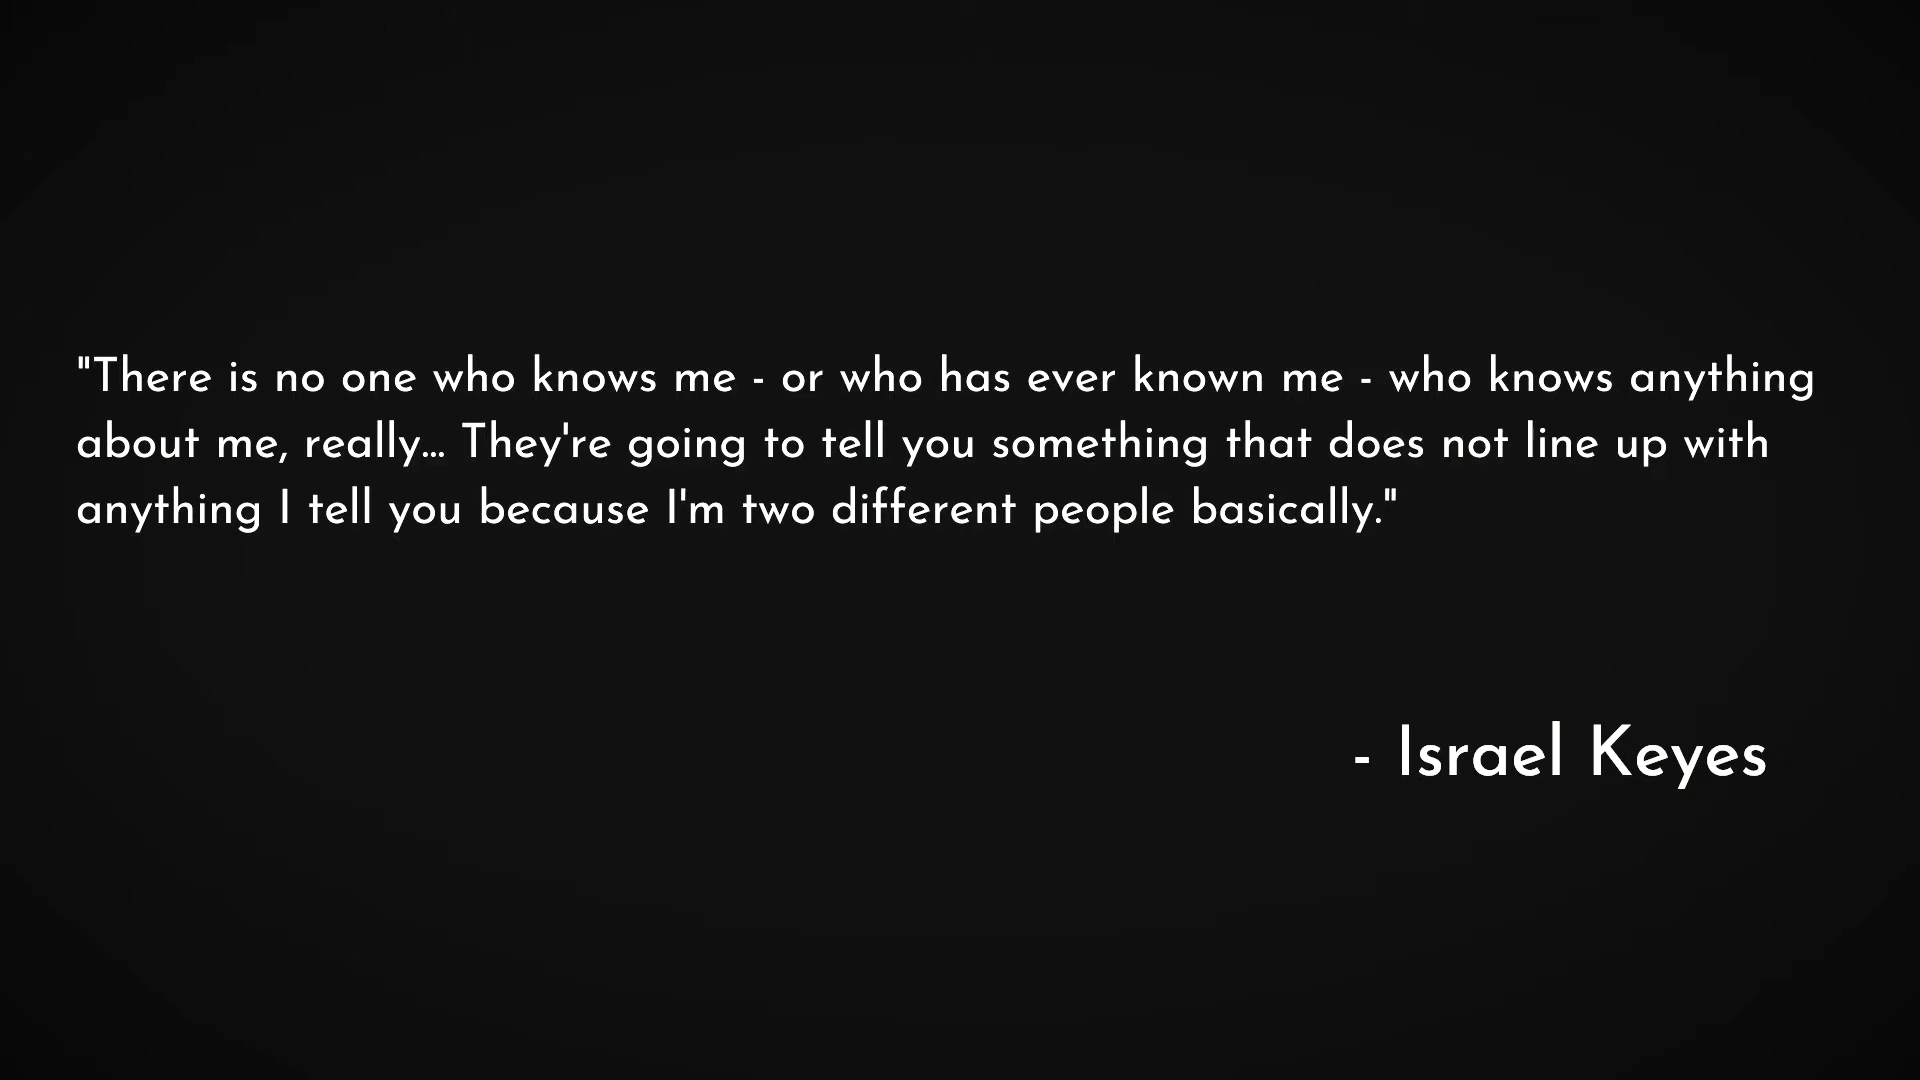 "There is no one who knows me - or who has ever known me - who knows anything
about me, really... They're going to tell you something that does not line up with
anything I tell you because I'm two different people basically."
- Israel Keyes